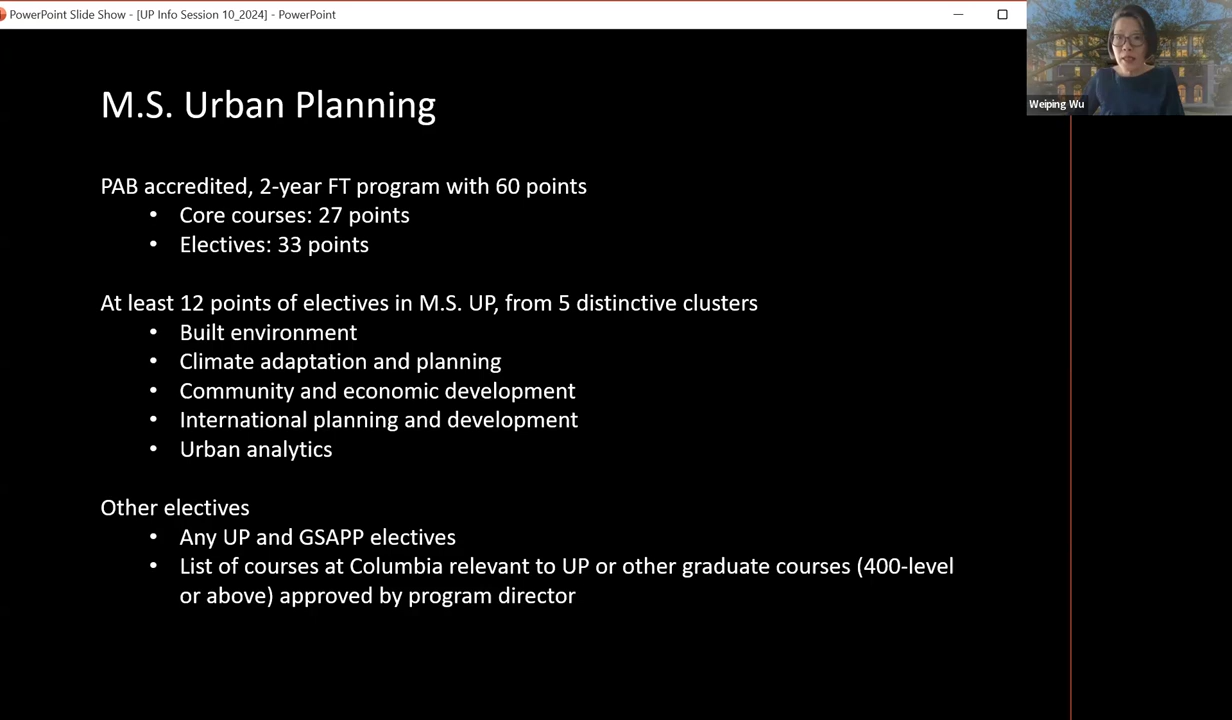 PowerPoint Slide Show - [UP Info Session 10_2024] - PowerPoint
Weiping Wu
M.S. Urban Planning
PAB accredited, 2-year FT program with 60 points
• Core courses: 27 points
• Electives: 33 points
At least 12 points of electives in M.S. UP, from 5 distinctive clusters
• Built environment
• Climate adaptation and planning
• Community and economic development
• International planning and development
• Urban analytics
Other electives
• Any UP and GSAPP electives
• List of courses at Columbia relevant to UP or other graduate courses (400-level
or above) approved by program director